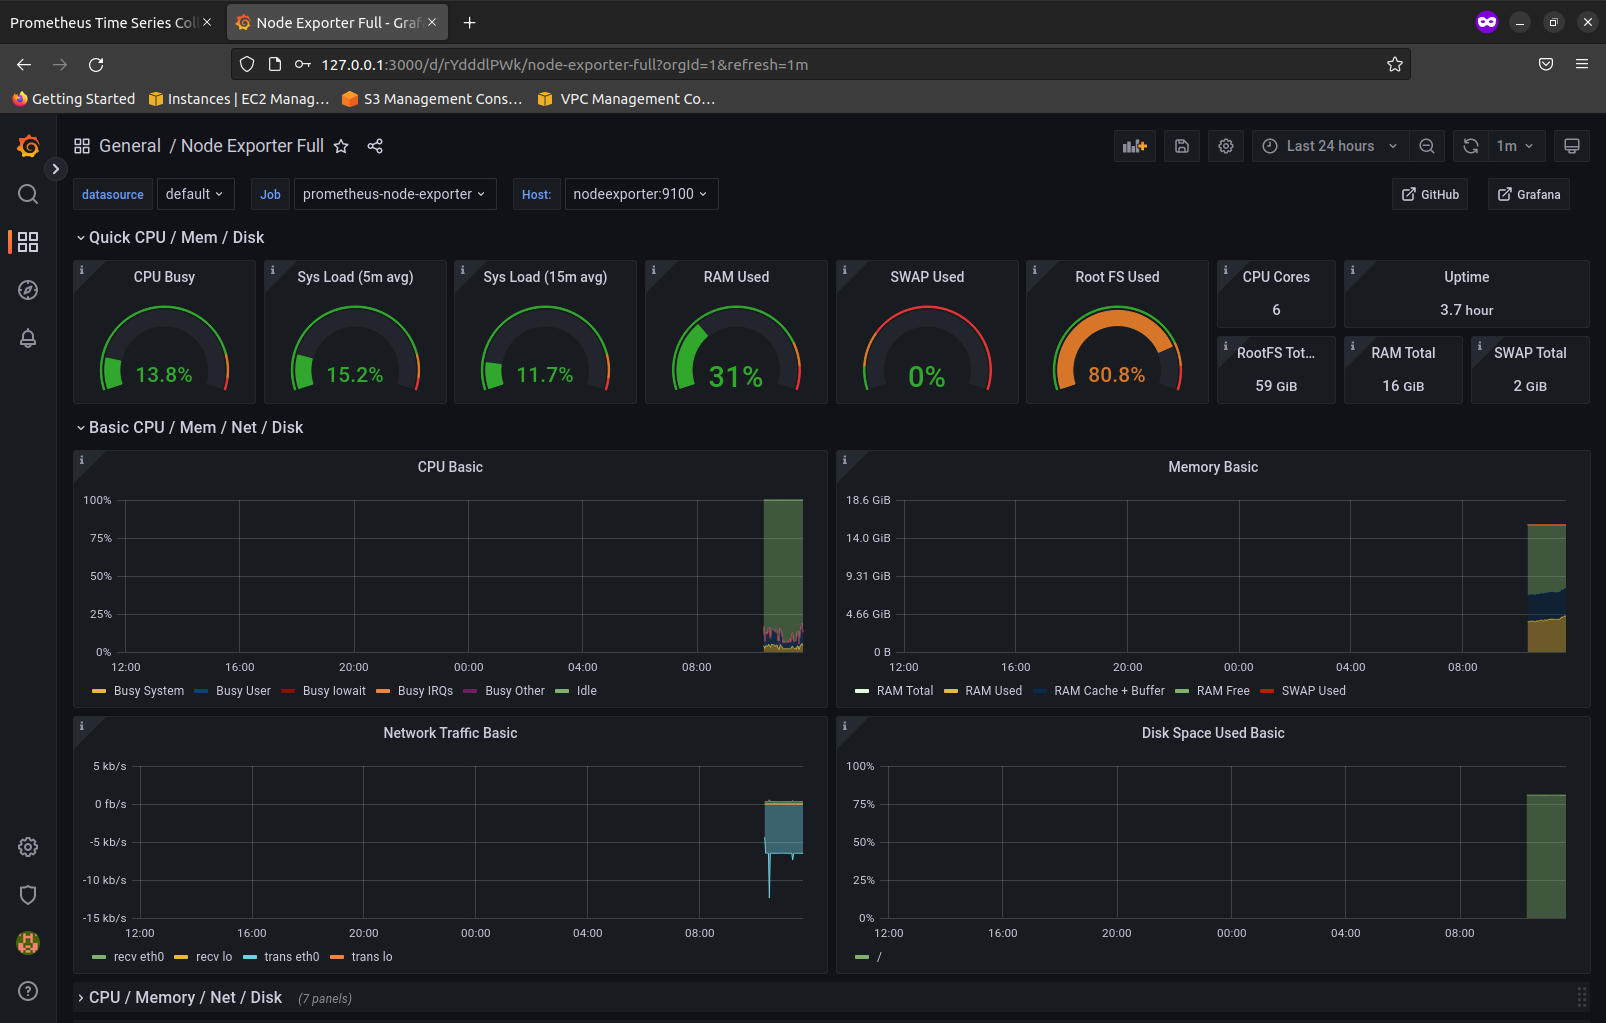 Prometheus Time Series Col
Node Exporter Full - Graf
127.0.0.1:3000/d/rYdddlPWk/node-exporter-full?orgId=1&refresh=1m
Getting Started
Instances | EC2 Manag…
S3 Management Cons…
VPC Management Co…
General / Node Exporter Full
Last 24 hours
1m
datasource default
Job prometheus-node-exporter
Host: nodeexporter:9100
GitHub
Grafana
Quick CPU / Mem / Disk
CPU Busy
13.8%
Sys Load (5m avg)
15.2%
Sys Load (15m avg)
11.7%
RAM Used
31%
SWAP Used
0%
Root FS Used
80.8%
CPU Cores
6
Uptime
3.7 hour
RootFS Tot…
59 GiB
RAM Total
16 GiB
SWAP Total
2 GiB
Basic CPU / Mem / Net / Disk
CPU Basic
100%
75%
50%
25%
0%
12:00 16:00 20:00 00:00 04:00 08:00
Busy System Busy User Busy Iowait Busy IRQs Busy Other Idle
Memory Basic
18.6 GiB
14.0 GiB
9.31 GiB
4.66 GiB
0 B
12:00 16:00 20:00 00:00 04:00 08:00
RAM Total RAM Used RAM Cache + Buffer RAM Free SWAP Used
Network Traffic Basic
5 kb/s
0 fb/s
-5 kb/s
-10 kb/s
-15 kb/s
12:00 16:00 20:00 00:00 04:00 08:00
recv eth0 recv lo trans eth0 trans lo
Disk Space Used Basic
100%
75%
50%
25%
0%
12:00 16:00 20:00 00:00 04:00 08:00
/
CPU / Memory / Net / Disk (7 panels)